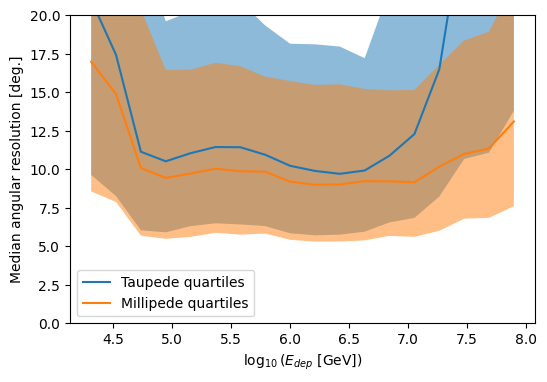 20.0
17.5
15.0
12.5
10.0
7.5
5.0
2.5
0.0
Median angular resolution [deg.]
Taupede quartiles
Millipede quartiles
4.5 5.0 5.5 6.0 6.5 7.0 7.5 8.0
log₁₀(E_dep [GeV])